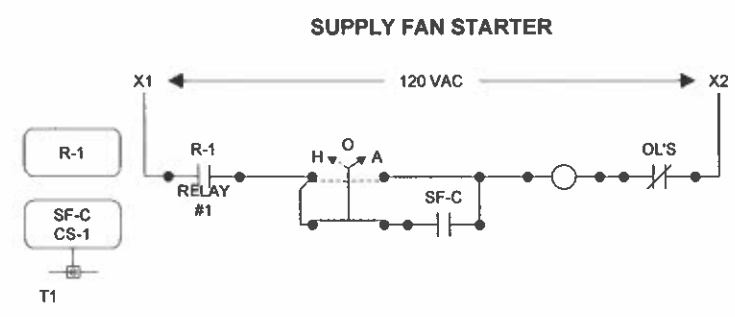 SUPPLY FAN STARTER
X1
120 VAC
X2
R-1
R-1
RELAY
#1
H
O
A
OL'S
SF-C
SF-C
CS-1
T1